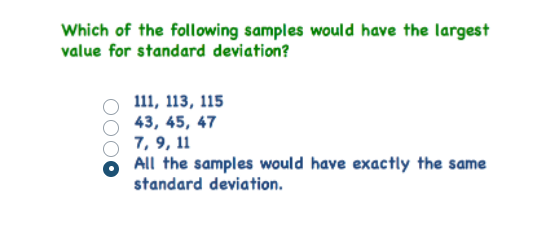 Which of the following samples would have the largest
value for standard deviation?
111, 113, 115
43, 45, 47
7, 9, 11
All the samples would have exactly the same
standard deviation.